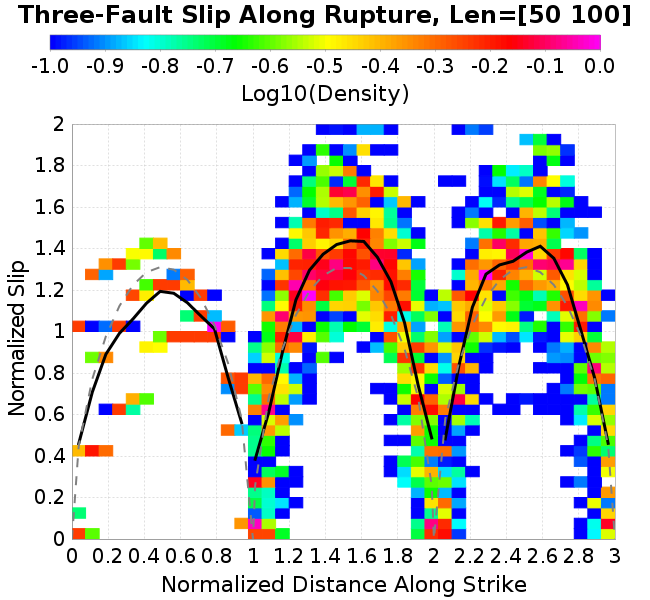 Three-Fault Slip Along Rupture, Len=[50 100]
-1.0 -0.9 -0.8 -0.7 -0.6 -0.5 -0.4 -0.3 -0.2 -0.1 0.0
Log10(Density)
Normalized Slip
2
1.8
1.6
1.4
1.2
1
0.8
0.6
0.4
0.2
0
0 0.2 0.4 0.6 0.8 1 1.2 1.4 1.6 1.8 2 2.2 2.4 2.6 2.8 3
Normalized Distance Along Strike